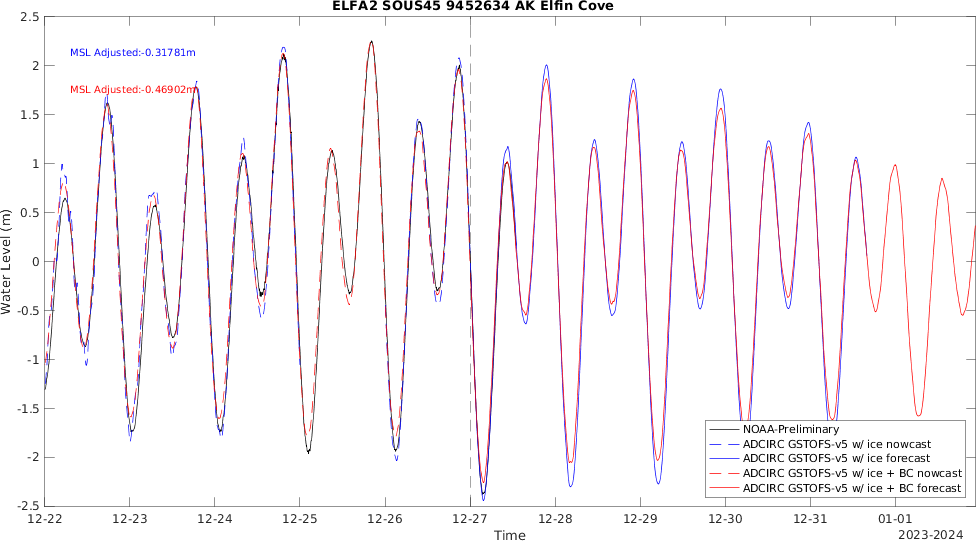 ELFA2 SOUS45 9452634 AK Elfin Cove
2.5
2
1.5
1
0.5
0
-0.5
-1
-1.5
-2
-2.5
Water Level (m)
MSL Adjusted:-0.31781m
MSL Adjusted:-0.46902m
NOAA-Preliminary
ADCIRC GSTOFS-v5 w/ ice nowcast
ADCIRC GSTOFS-v5 w/ ice forecast
ADCIRC GSTOFS-v5 w/ ice + BC nowcast
ADCIRC GSTOFS-v5 w/ ice + BC forecast
12-22 12-23 12-24 12-25 12-26 12-27 12-28 12-29 12-30 12-31 01-01
Time
2023-2024